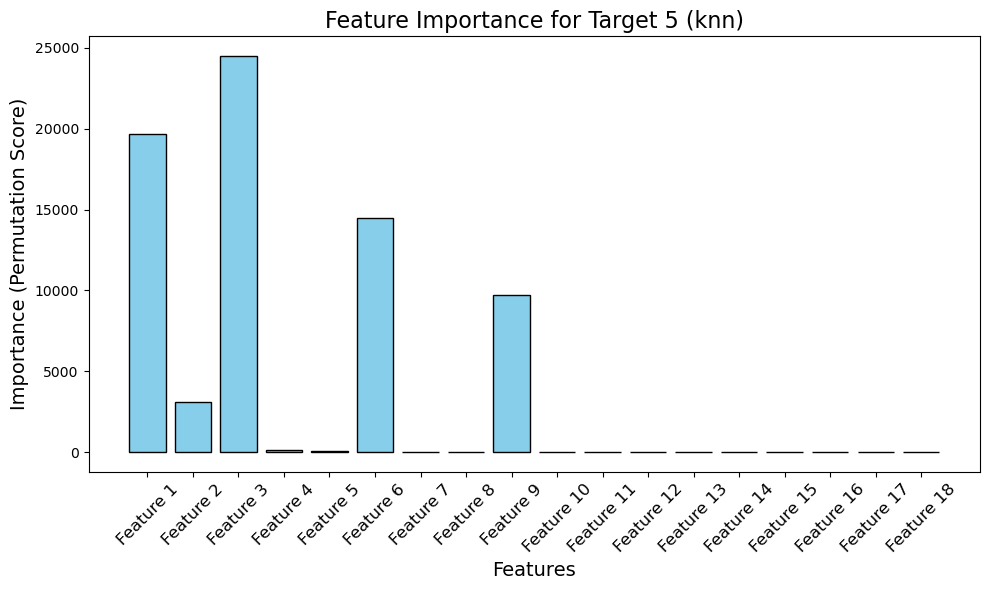 Feature Importance for Target 5 (knn)
Importance (Permutation Score)
25000
20000
15000
10000
5000
0
Feature 1
Feature 2
Feature 3
Feature 4
Feature 5
Feature 6
Feature 7
Feature 8
Feature 9
Feature 10
Feature 11
Feature 12
Feature 13
Feature 14
Feature 15
Feature 16
Feature 17
Feature 18
Features